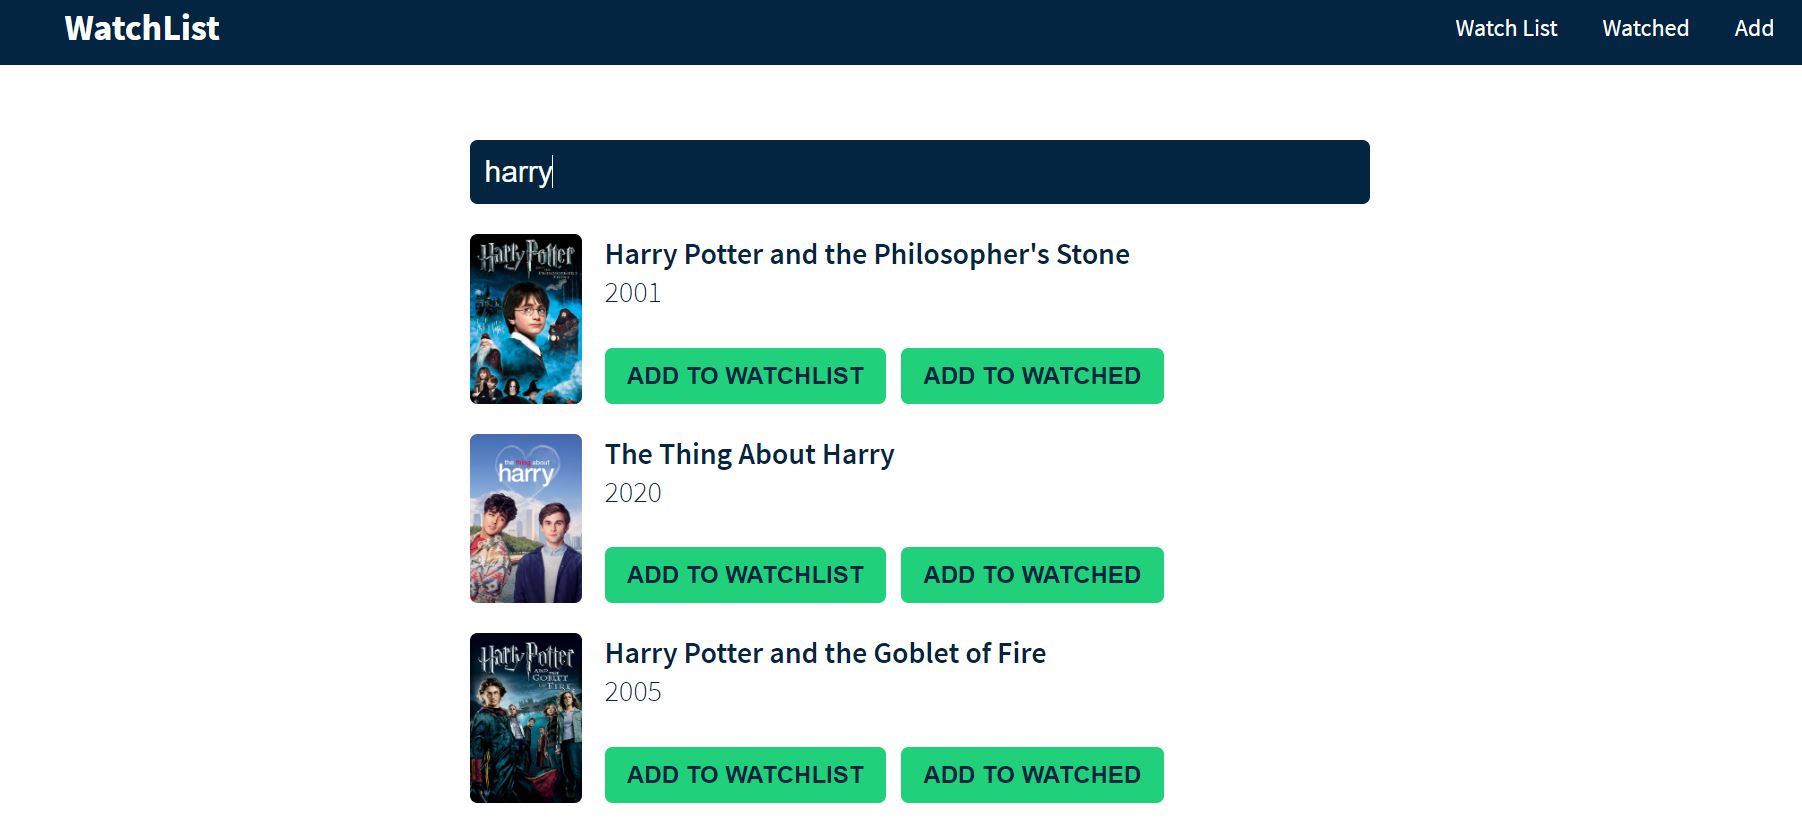 WatchList
Watch List Watched Add
harry
Harry Potter
Harry Potter and the Philosopher's Stone
2001
ADD TO WATCHLIST ADD TO WATCHED
the thing about
harry
The Thing About Harry
2020
ADD TO WATCHLIST ADD TO WATCHED
Harry Potter
AND THE
GOBLET
OF FIRE
Harry Potter and the Goblet of Fire
2005
ADD TO WATCHLIST ADD TO WATCHED